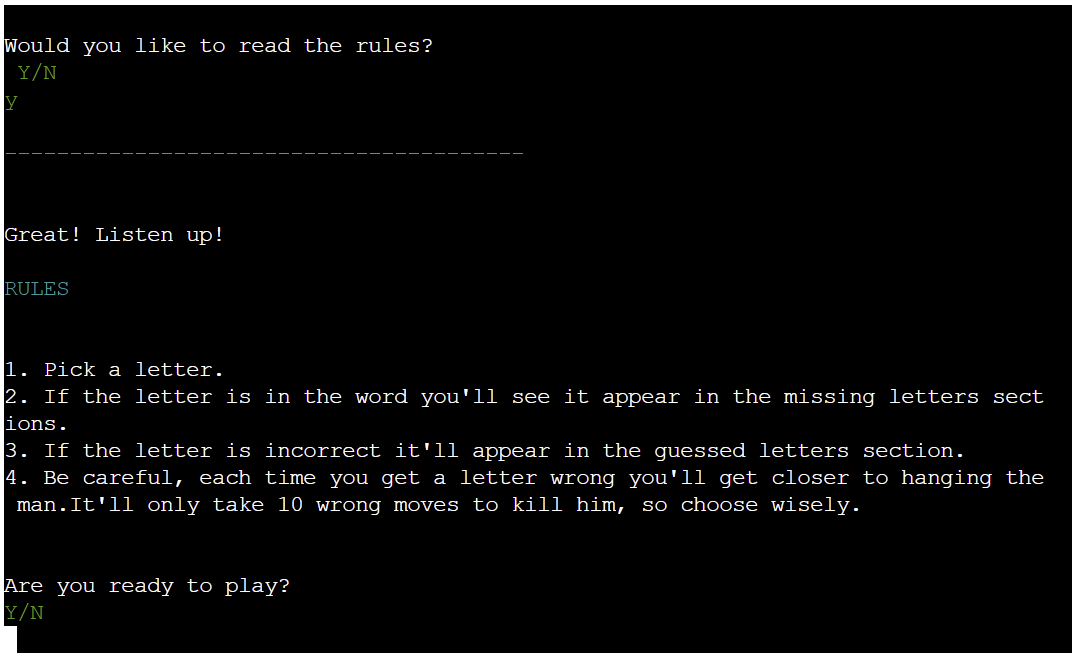 Would you like to read the rules?
Y/N
y
----------------------------------------
Great! Listen up!
RULES
1. Pick a letter.
2. If the letter is in the word you'll see it appear in the missing letters sect
ions.
3. If the letter is incorrect it'll appear in the guessed letters section.
4. Be careful, each time you get a letter wrong you'll get closer to hanging the
man.It'll only take 10 wrong moves to kill him, so choose wisely.
Are you ready to play?
Y/N